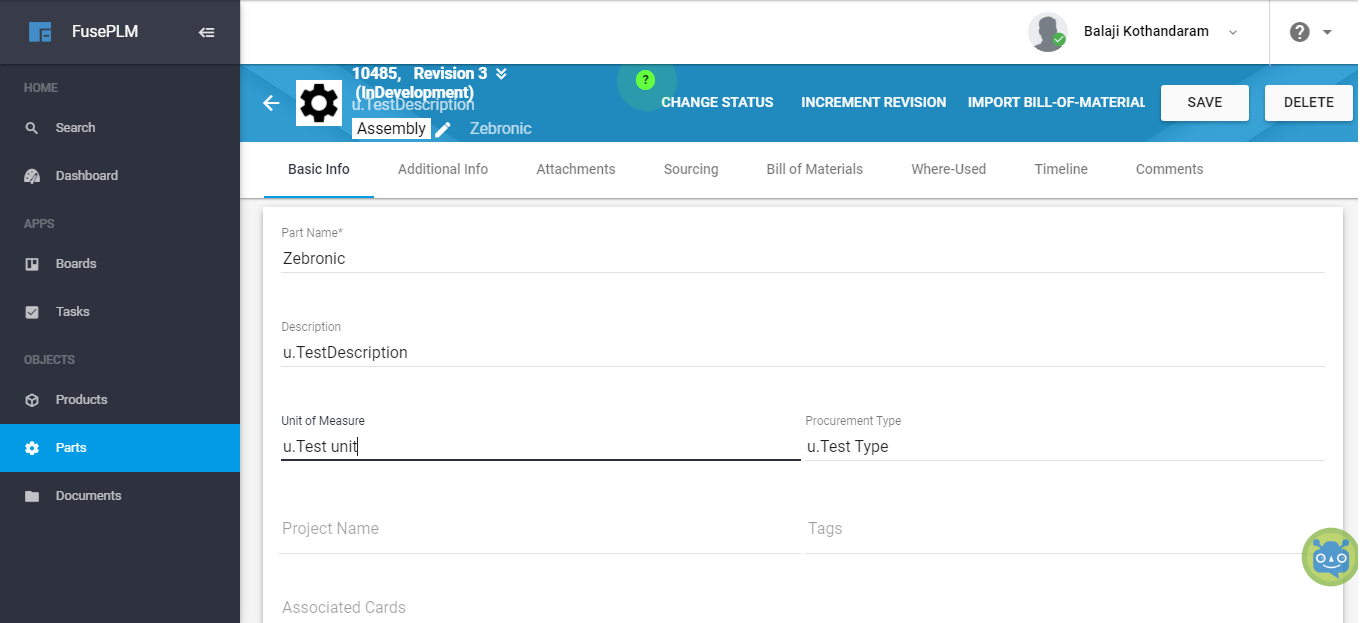 FusePLM
Balaji Kothandaram
?
HOME
Search
Dashboard
APPS
Boards
Tasks
OBJECTS
Products
Parts
Documents
10485, Revision 3
(InDevelopment)
u.TestDescription
Assembly Zebronic
?
CHANGE STATUS INCREMENT REVISION IMPORT BILL-OF-MATERIAL SAVE DELETE
Basic Info Additional Info Attachments Sourcing Bill of Materials Where-Used Timeline Comments
Part Name*
Zebronic
Description
u.TestDescription
Unit of Measure Procurement Type
u.Test unit u.Test Type
Project Name Tags
Associated Cards